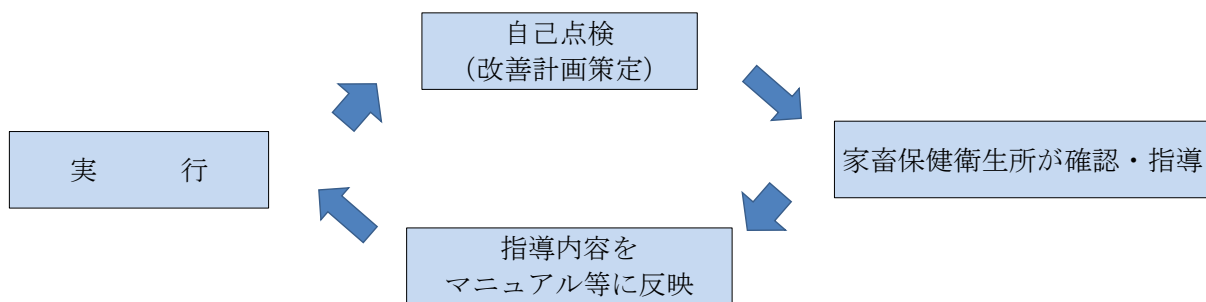 自己点検
(改善計画策定)
家畜保健衛生所が確認・指導
指導内容を
マニュアル等に反映
実　　　行